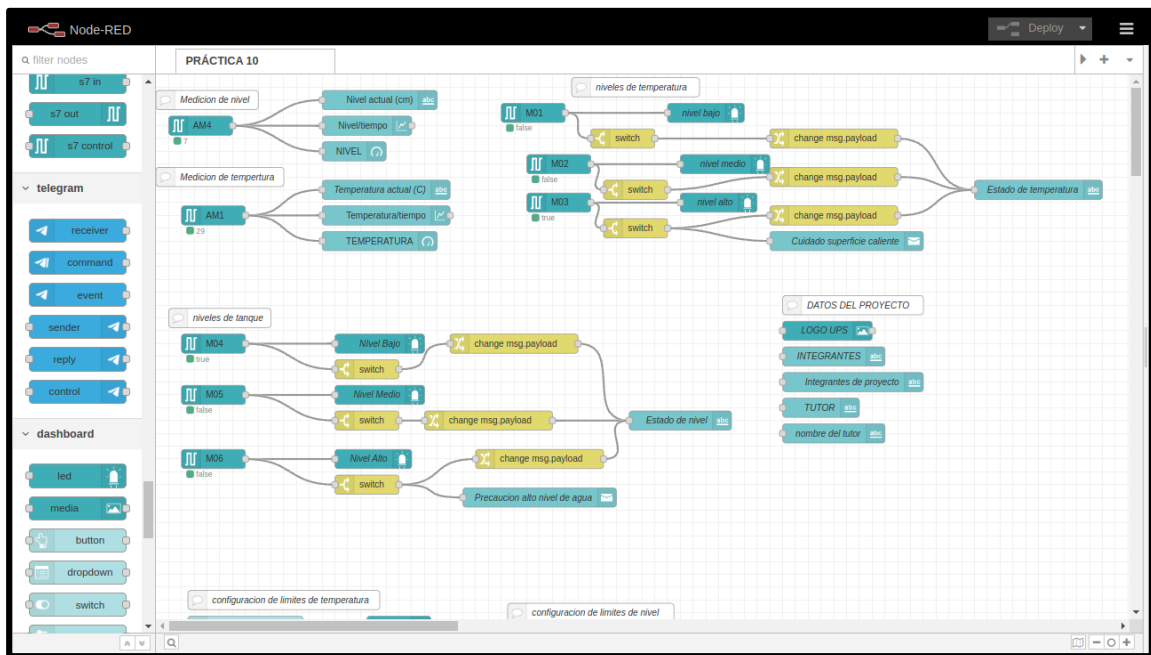 Node-RED
Deploy
filter nodes
PRÁCTICA 10
s7 in
s7 out
s7 control
telegram
receiver
command
event
sender
reply
control
dashboard
led
media
button
dropdown
switch
Medicion de nivel
AM4
7
Nivel actual (cm)
abc
Nivel/tiempo
NIVEL
Medicion de tempertura
AM1
29
Temperatura actual (C)
abc
Temperatura/tiempo
TEMPERATURA
niveles de temperatura
M01
false
nivel bajo
switch
change msg.payload
M02
false
nivel medio
switch
change msg.payload
M03
true
nivel alto
switch
change msg.payload
Cuidado superficie caliente
Estado de temperatura
abc
niveles de tanque
M04
true
NIvel Bajo
switch
change msg.payload
M05
false
Nivel Medio
switch
change msg.payload
M06
false
Nivel Alto
switch
change msg.payload
Precaucion alto nivel de agua
Estado de nivel
abc
DATOS DEL PROYECTO
LOGO UPS
INTEGRANTES
abc
Integrantes de proyecto
abc
TUTOR
abc
nombre del tutor
abc
configuracion de limites de temperatura
configuracion de limites de nivel